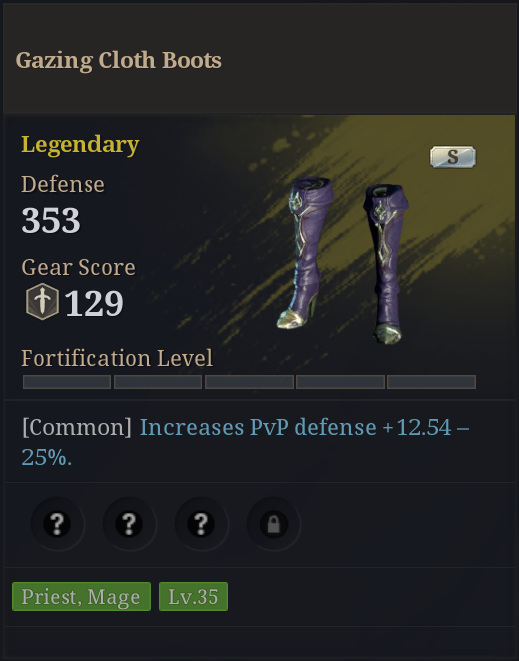 Gazing Cloth Boots
Legendary
S
Defense
353
Gear Score
129
Fortification Level
[Common] Increases PvP defense +12.54 –
25%.
? ? ?
Priest, Mage Lv.35